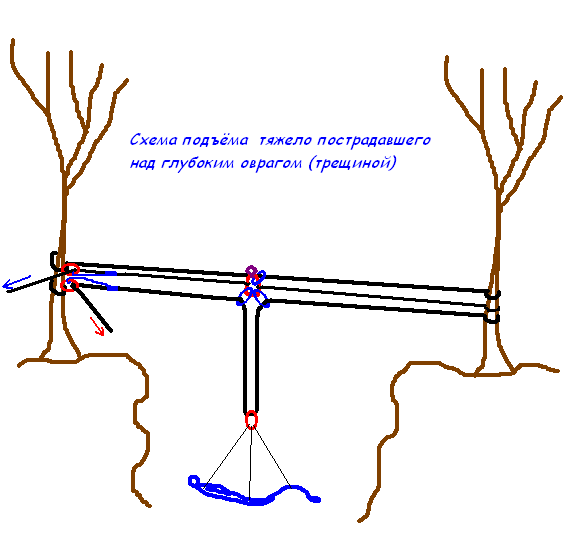 Схема подъёма тяжело пострадавшего
над глубоким оврагом (трещиной)